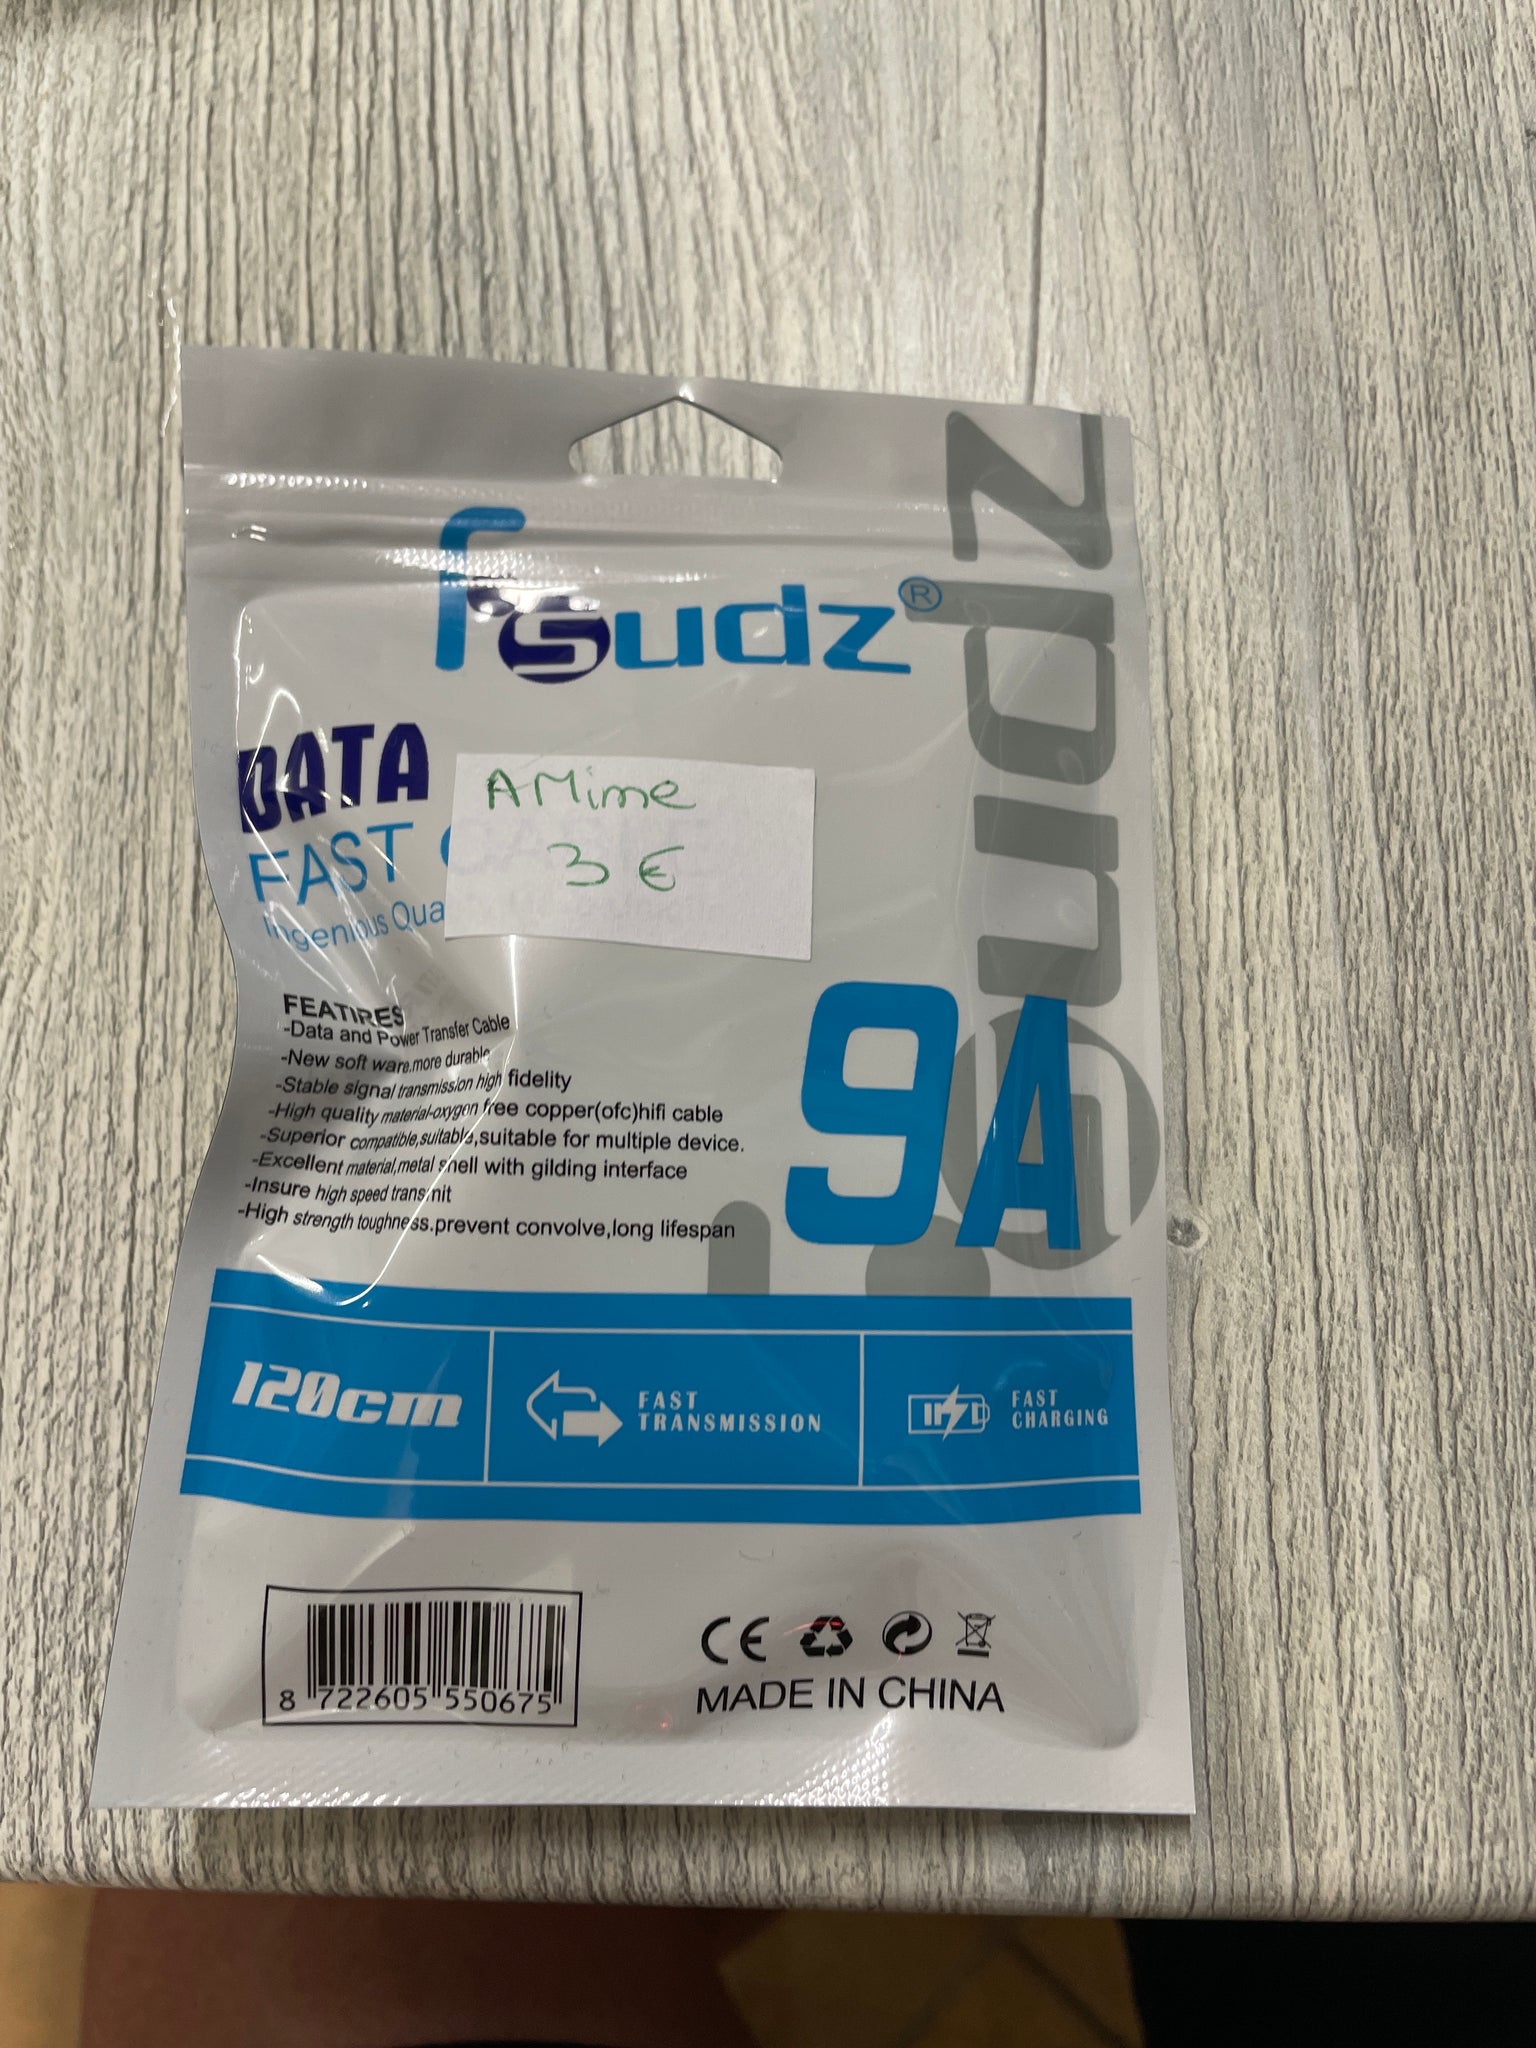 fsudz®
fsudz
DATA
FAST
Ingenious Qua
AMime
3 €
FEATIRES
-Data and Power Transfer Cable
-New soft ware.more durable
-Stable signal transmission high fidelity
-High quality material-oxygen free copper(ofc)hifi cable
-Superior compatible,suitable,suitable for multiple device.
-Excellent material,metal shell with gilding interface
-Insure high speed transmit
-High strength toughness.prevent convolve,long lifespan
9A
120cm
FAST
TRANSMISSION
FAST
CHARGING
8 722605 550675
CE
MADE IN CHINA